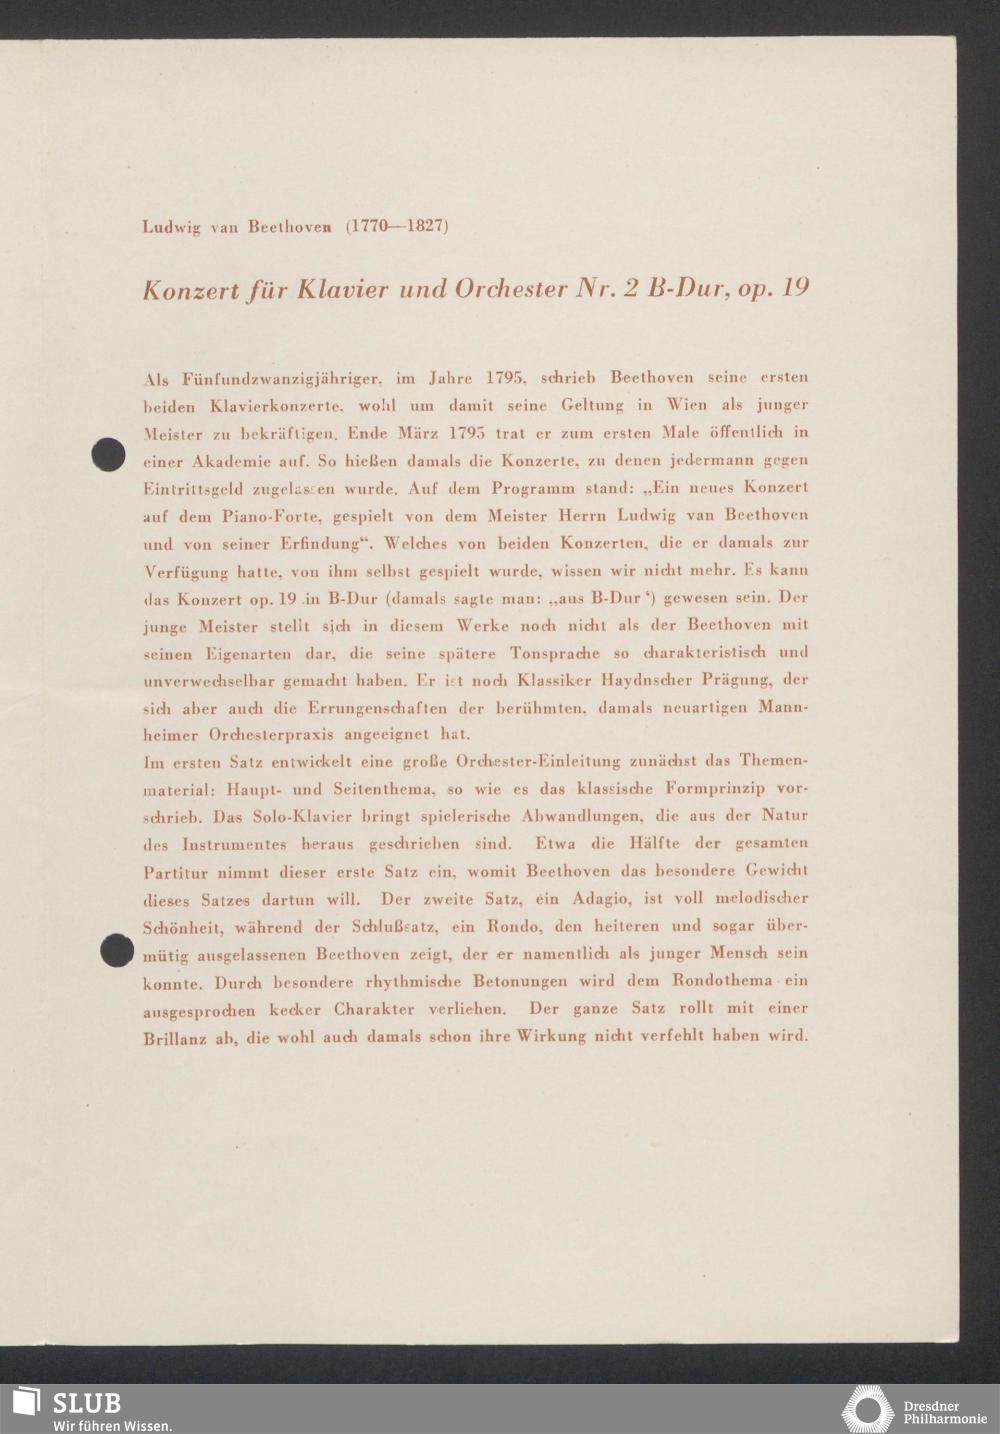 Ludwig van Beethoven (1770—1827)
Konzert für Klavier und Orchester Nr. 2 B-Dur, op. 19
Als Fünfundzwanzigjähriger, im Jahre 1795, schrieb Beethoven seine ersten
beiden Klavierkonzerte, wohl um damit seine Geltung in Wien als junger
Meister zu bekräftigen. Ende März 1795 trat er zum ersten Male öffentlich in
einer Akademie auf. So hießen damals die Konzerte, zu denen jedermann gegen
Eintrittsgeld zugelassen wurde. Auf dem Programm stand: „Ein neues Konzert
auf dem Piano-Forte, gespielt von dem Meister Herrn Ludwig van Beethoven
und von seiner Erfindung“. Welches von beiden Konzerten, die er damals zur
Verfügung hatte, von ihm selbst gespielt wurde, wissen wir nicht mehr. Es kann
das Konzert op. 19 in B-Dur (damals sagte man: „aus B-Dur‘) gewesen sein. Der
junge Meister stellt sich in diesem Werke noch nicht als der Beethoven mit
seinen Eigenarten dar, die seine spätere Tonsprache so charakteristisch und
unverwechselbar gemacht haben. Er ist noch Klassiker Haydnscher Prägung, der
sich aber auch die Errungenschaften der berühmten, damals neuartigen Mann-
heimer Orchesterpraxis angeeignet hat.
Im ersten Satz entwickelt eine große Orchester-Einleitung zunächst das Themen-
material: Haupt- und Seitenthema, so wie es das klassische Formprinzip vor-
schrieb. Das Solo-Klavier bringt spielerische Abwandlungen, die aus der Natur
des Instrumentes heraus geschrieben sind. Etwa die Hälfte der gesamten
Partitur nimmt dieser erste Satz ein, womit Beethoven das besondere Gewicht
dieses Satzes dartun will. Der zweite Satz, ein Adagio, ist voll melodischer
Schönheit, während der Schlußsatz, ein Rondo, den heiteren und sogar über-
mütig ausgelassenen Beethoven zeigt, der er namentlich als junger Mensch sein
konnte. Durch besondere rhythmische Betonungen wird dem Rondothema ein
ausgesprochen kecker Charakter verliehen. Der ganze Satz rollt mit einer
Brillanz ab, die wohl auch damals schon ihre Wirkung nicht verfehlt haben wird.
SLUB
Wir führen Wissen.
Dresdner
Philharmonie